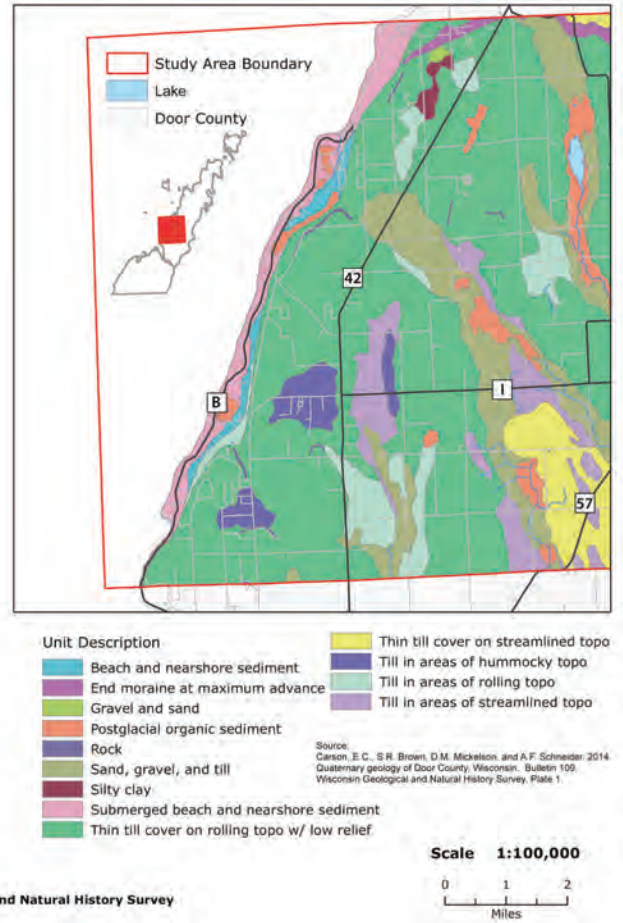 Study Area Boundary
Lake
Door County
42
B
I
57
Unit Description
Beach and nearshore sediment
End moraine at maximum advance
Gravel and sand
Postglacial organic sediment
Rock
Sand, gravel, and till
Silty clay
Submerged beach and nearshore sediment
Thin till cover on rolling topo w/ low relief
Thin till cover on streamlined topo
Till in areas of hummocky topo
Till in areas of rolling topo
Till in areas of streamlined topo
Source:
Carson, E.C., S.R. Brown, D.M. Mickelson, and A.F. Schneider. 2014.
Quaternary geology of Door County, Wisconsin. Bulletin 109.
Wisconsin Geological and Natural History Survey, Plate 1.
Scale 1:100,000
0 1 2
Miles
nd Natural History Survey